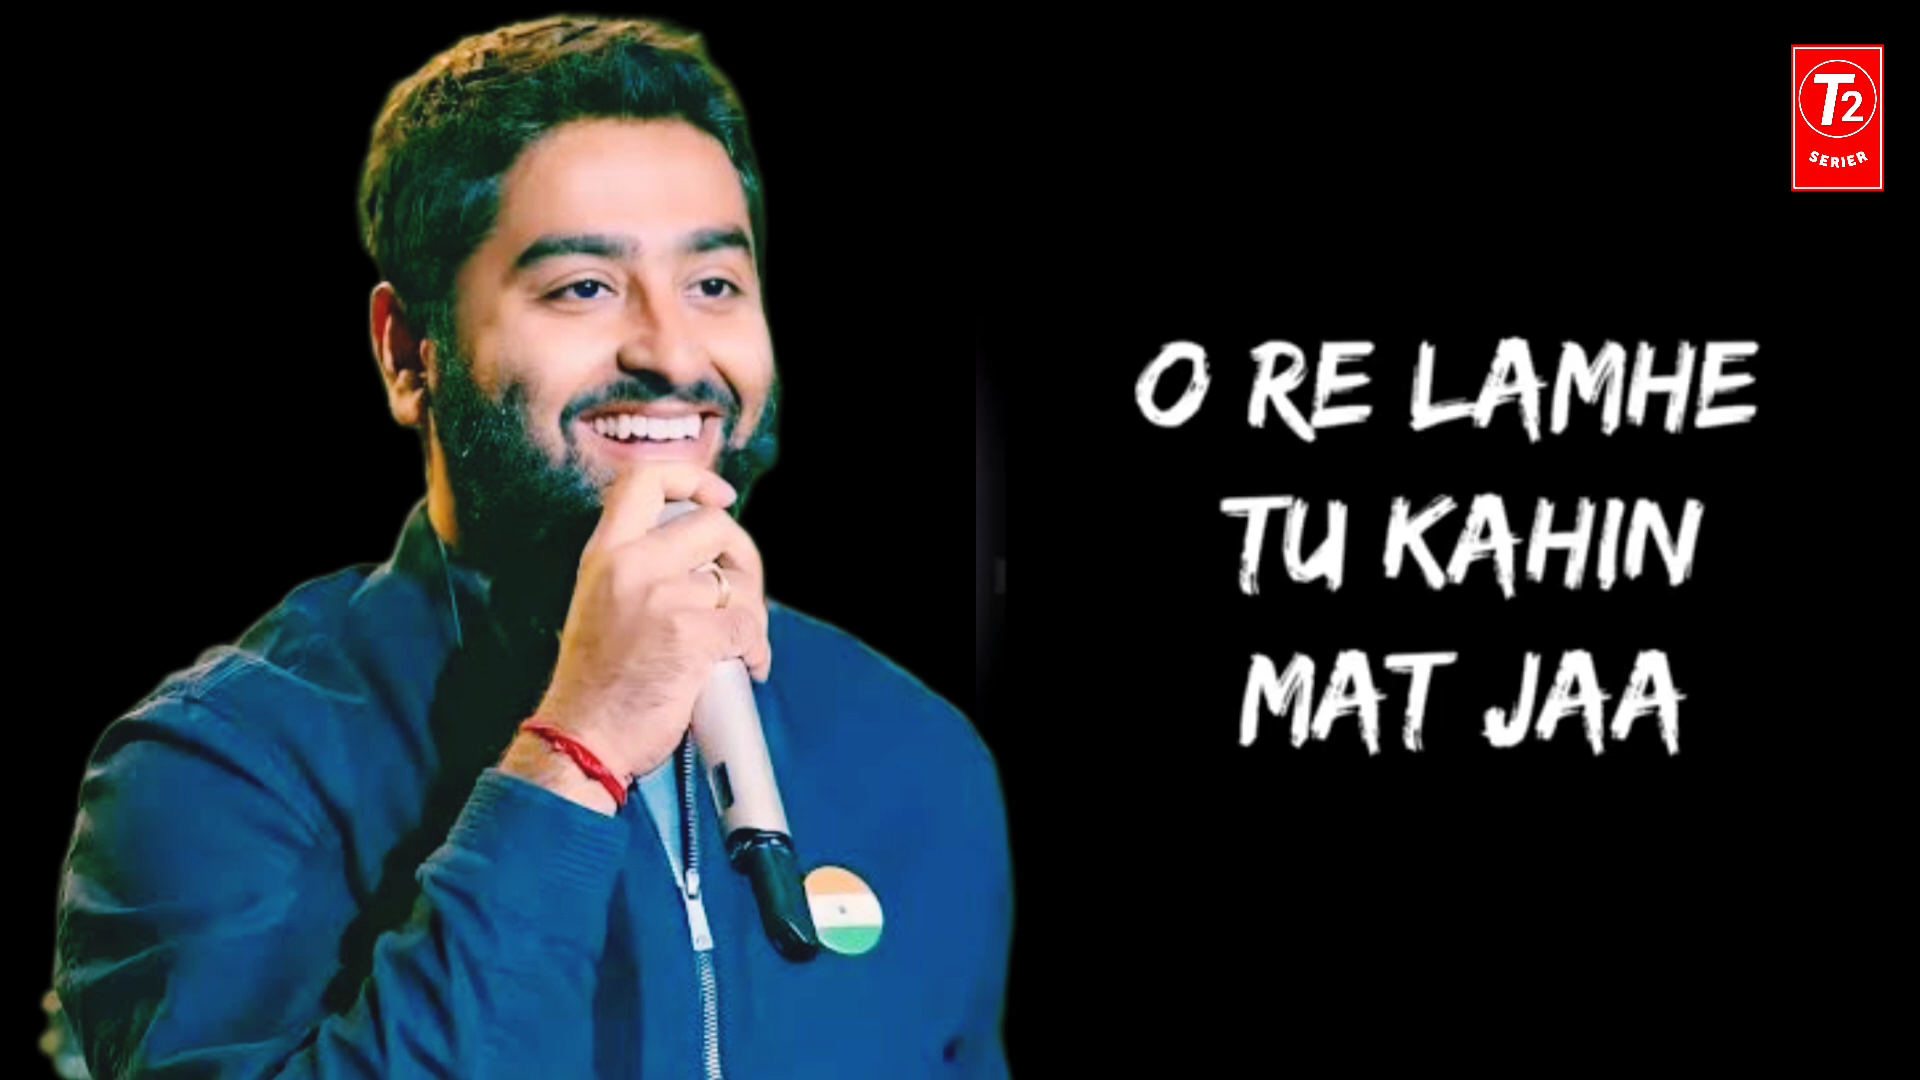 T2
SERIER
O RE LAMHE
TU KAHIN
MAT JAA